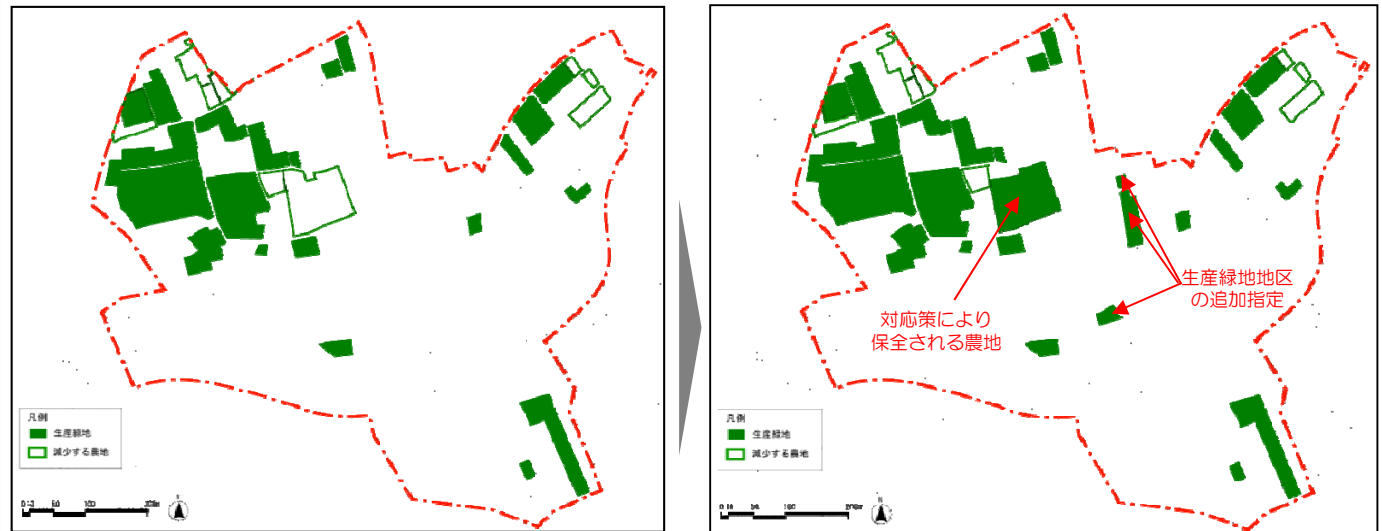 凡例
生産緑地
減少する農地
生産緑地地区
の追加指定
対応策により
保全される農地
凡例
生産緑地
減少する農地
N